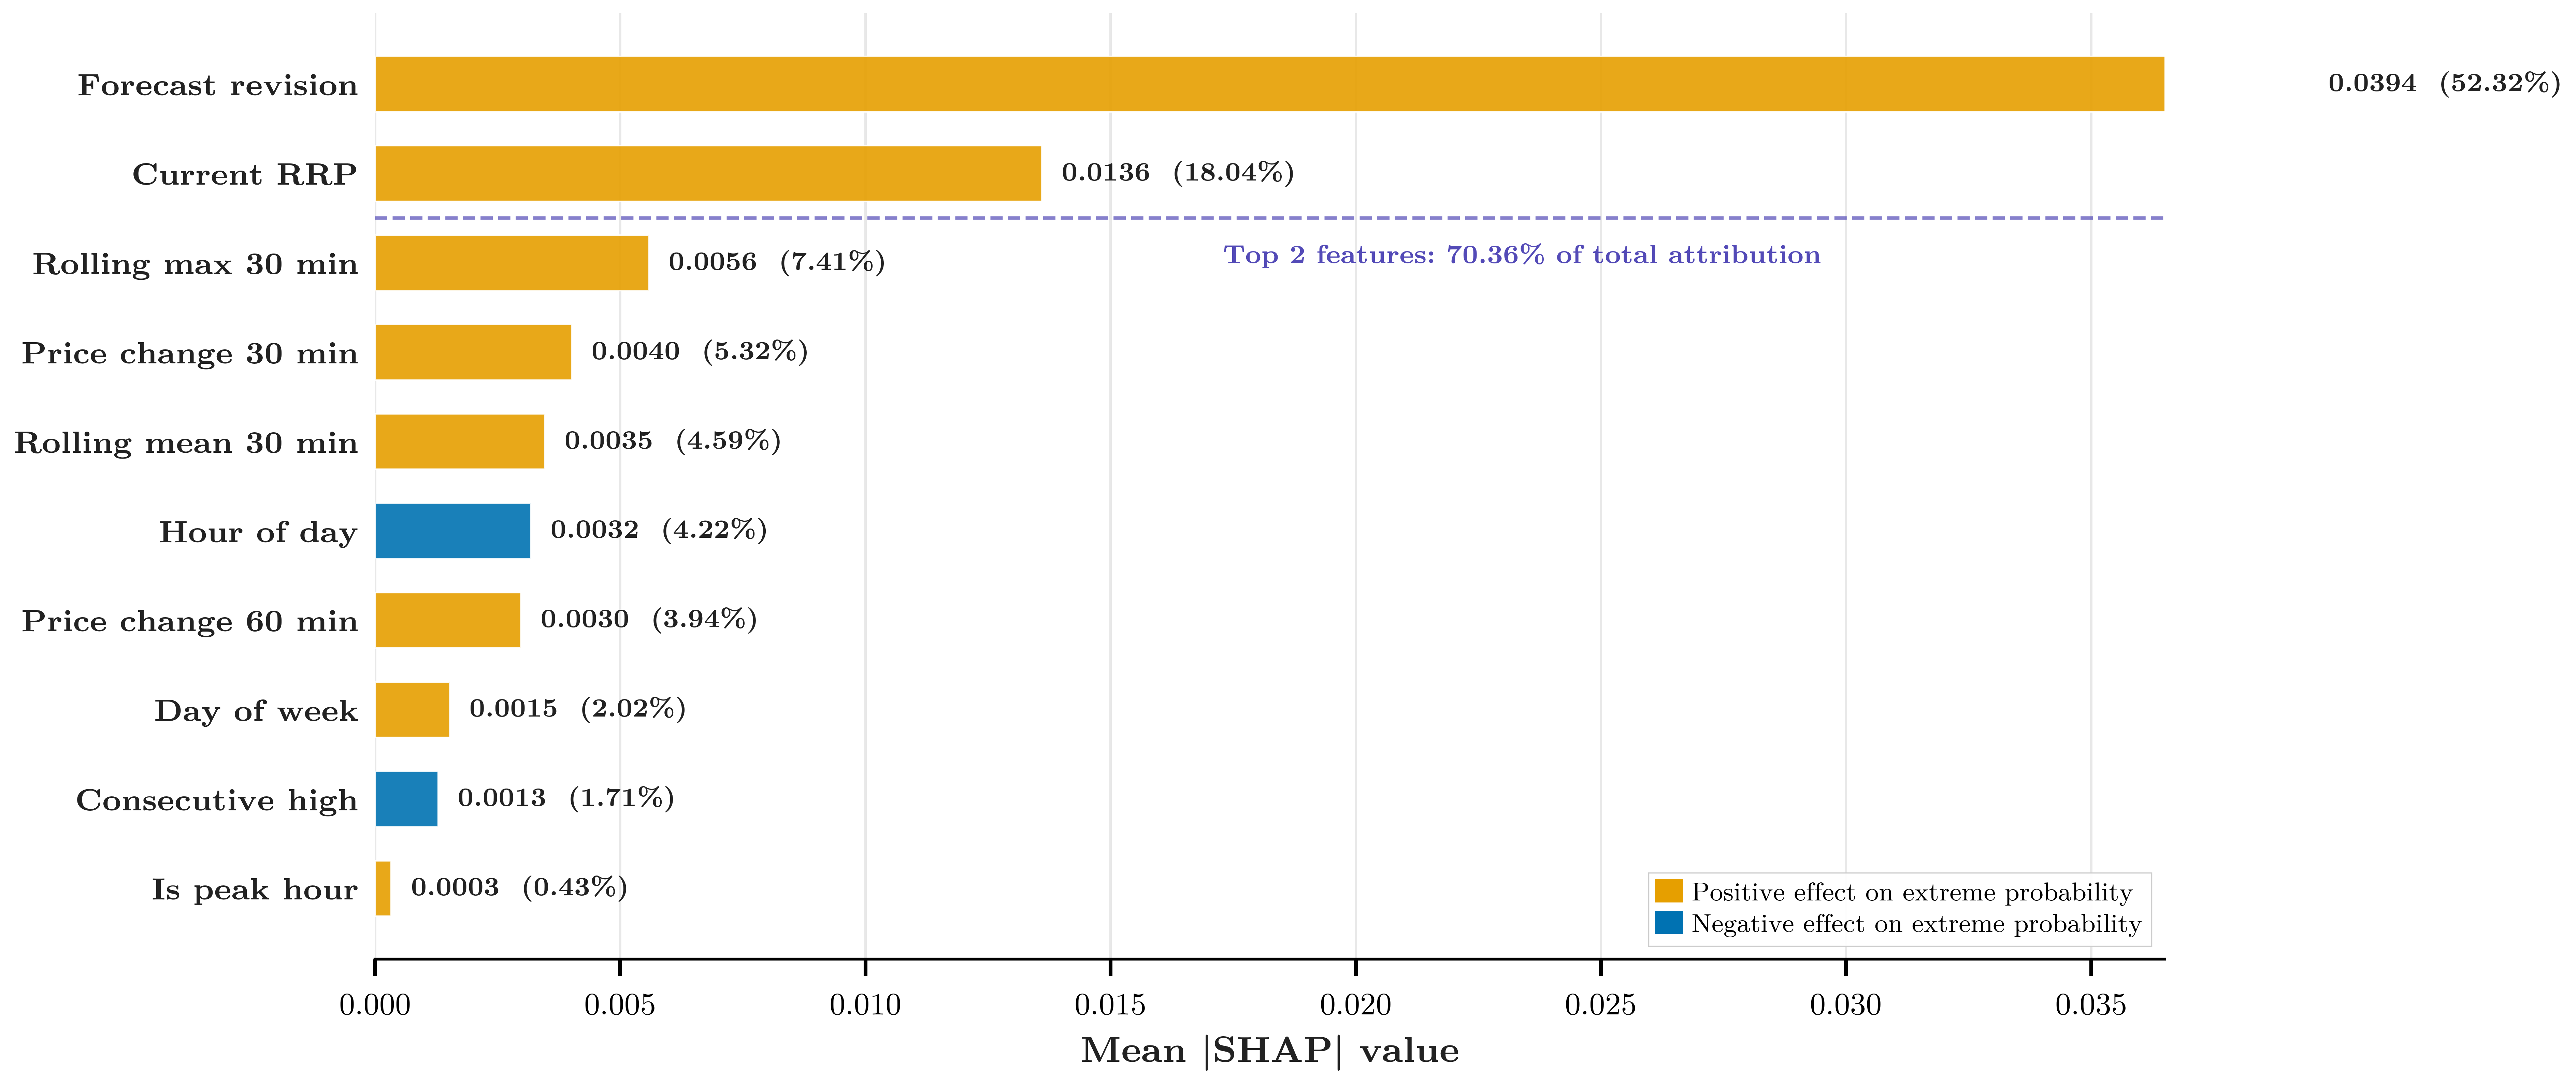 Forecast revision 0.0394 (52.32%)
Current RRP 0.0136 (18.04%)
Rolling max 30 min 0.0056 (7.41%) Top 2 features: 70.36% of total attribution
Price change 30 min 0.0040 (5.32%)
Rolling mean 30 min 0.0035 (4.59%)
Hour of day 0.0032 (4.22%)
Price change 60 min 0.0030 (3.94%)
Day of week 0.0015 (2.02%)
Consecutive high 0.0013 (1.71%)
Is peak hour 0.0003 (0.43%)
Positive effect on extreme probability
Negative effect on extreme probability
0.000 0.005 0.010 0.015 0.020 0.025 0.030 0.035
Mean |SHAP| value